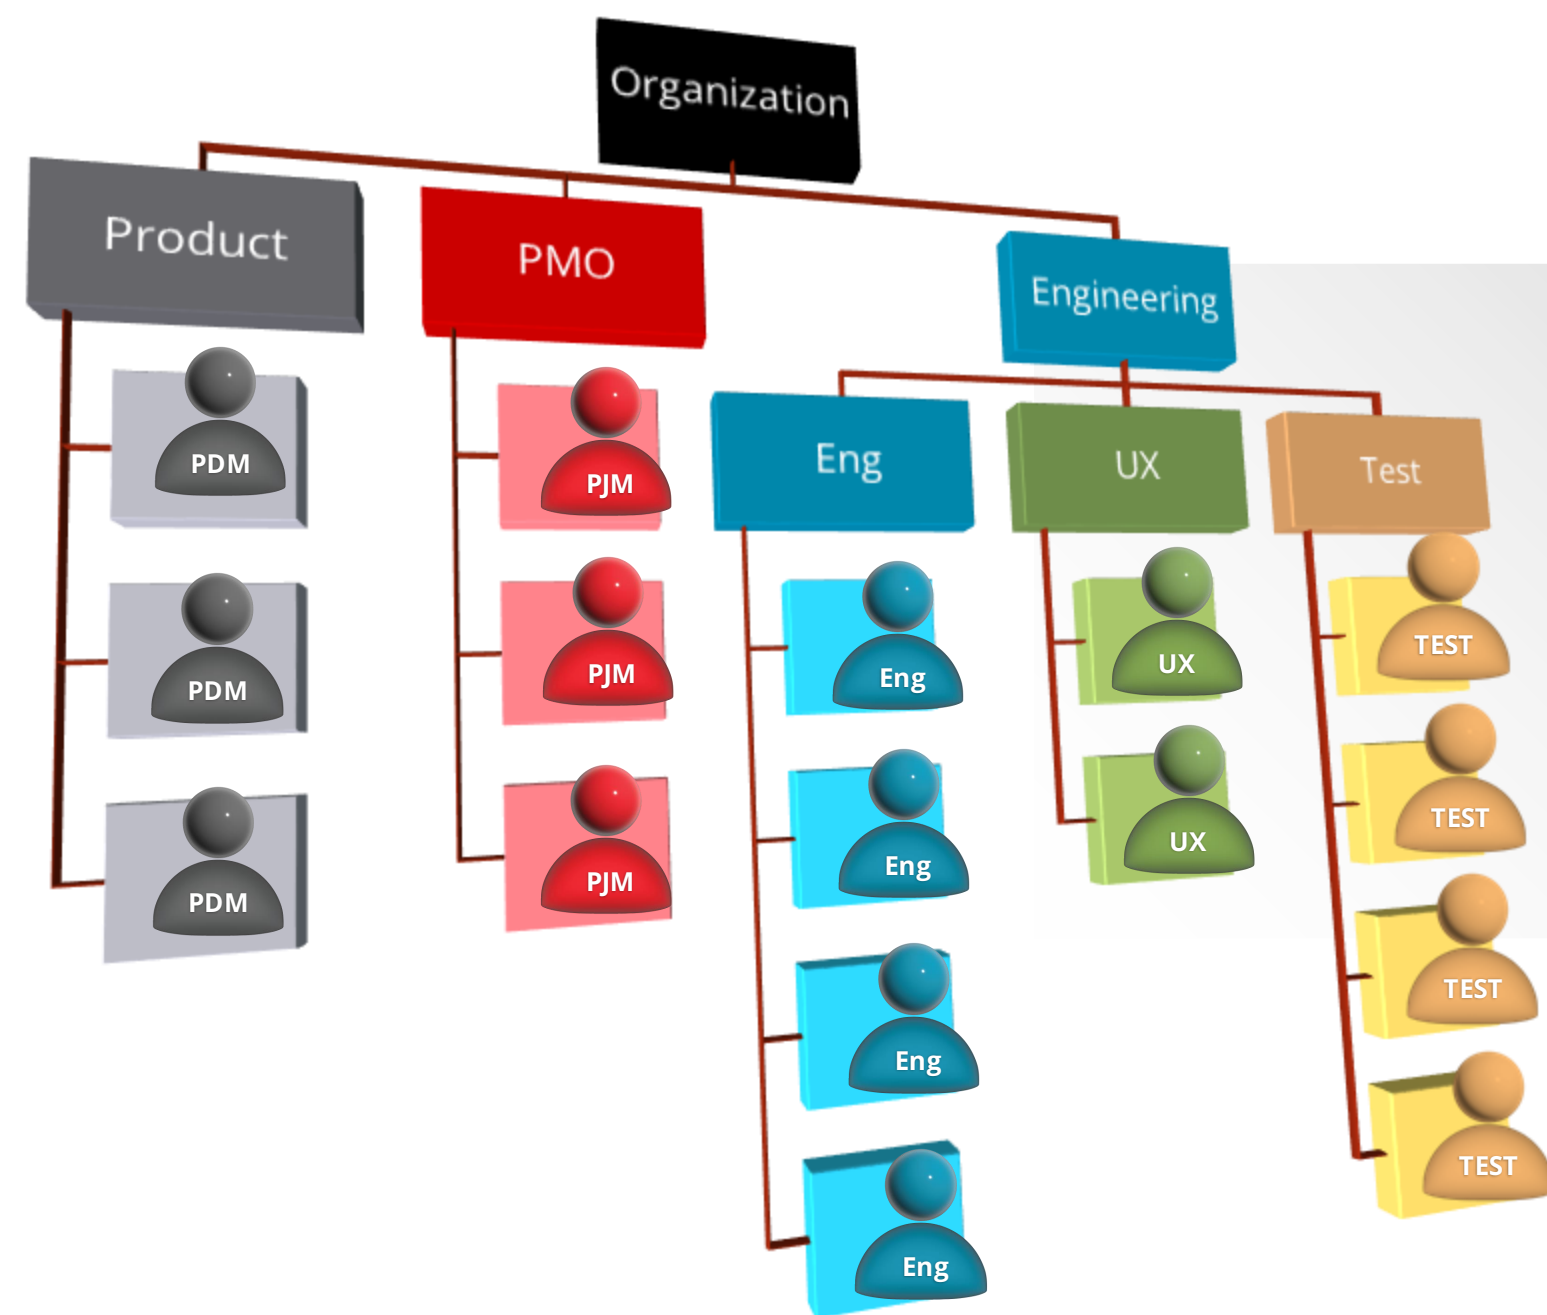 Organization
Product
PMO
Engineering
Eng
UX
Test
PDM
PDM
PDM
PJM
PJM
PJM
Eng
Eng
Eng
Eng
UX
UX
TEST
TEST
TEST
TEST